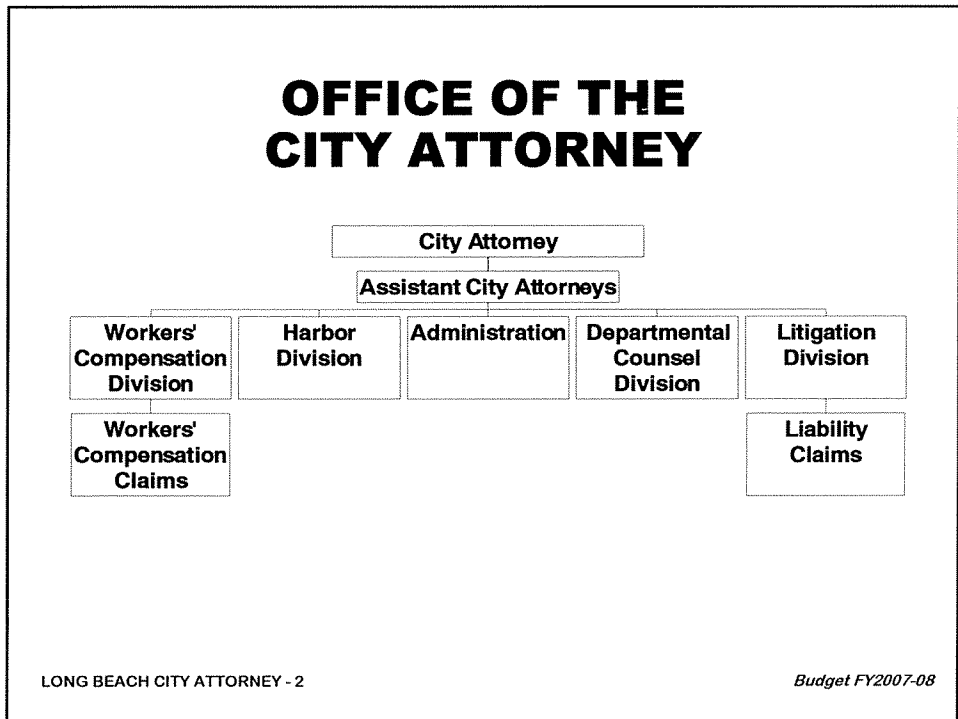 OFFICE OF THE
CITY ATTORNEY
City Attorney
Assistant City Attorneys
Workers'
Compensation
Division
Harbor
Division
Administration
Departmental
Counsel
Division
Litigation
Division
Workers'
Compensation
Claims
Liability
Claims
LONG BEACH CITY ATTORNEY - 2
Budget FY2007-08